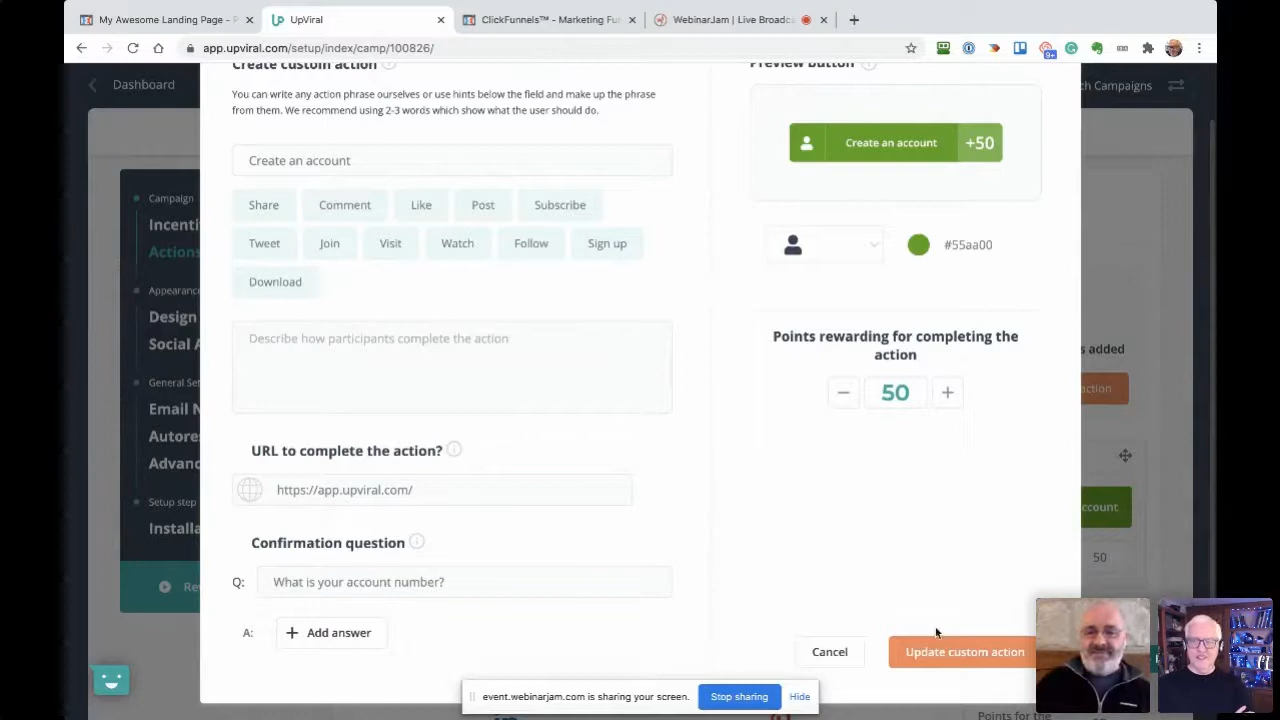 My Awesome Landing Page - P
UpViral
ClickFunnels™ - Marketing Fu
WebinarJam | Live Broadca
app.upviral.com/setup/index/camp/100826/
9+
Dashboard
ch Campaigns
Create custom action
Preview Button
You can write any action phrase ourselves or use hints below the field and make up the phrase
from them. We recommend using 2-3 words which show what the user should do.
Create an account
Create an account +50
Share Comment Like Post Subscribe
Tweet Join Visit Watch Follow Sign up
Download
#55aa00
Campaign
Incenti
Actions
Appearanc
Design
Social A
General Set
Email N
Autores
Advanc
Setup step
Installa
Rev
Describe how participants complete the action
Points rewarding for completing the
action
50
s added
action
URL to complete the action?
https://app.upviral.com/
ccount
50
Confirmation question
Q: What is your account number?
A: Add answer
Cancel
Update custom action
event.webinarjam.com is sharing your screen.
Stop sharing
Hide
Points for the